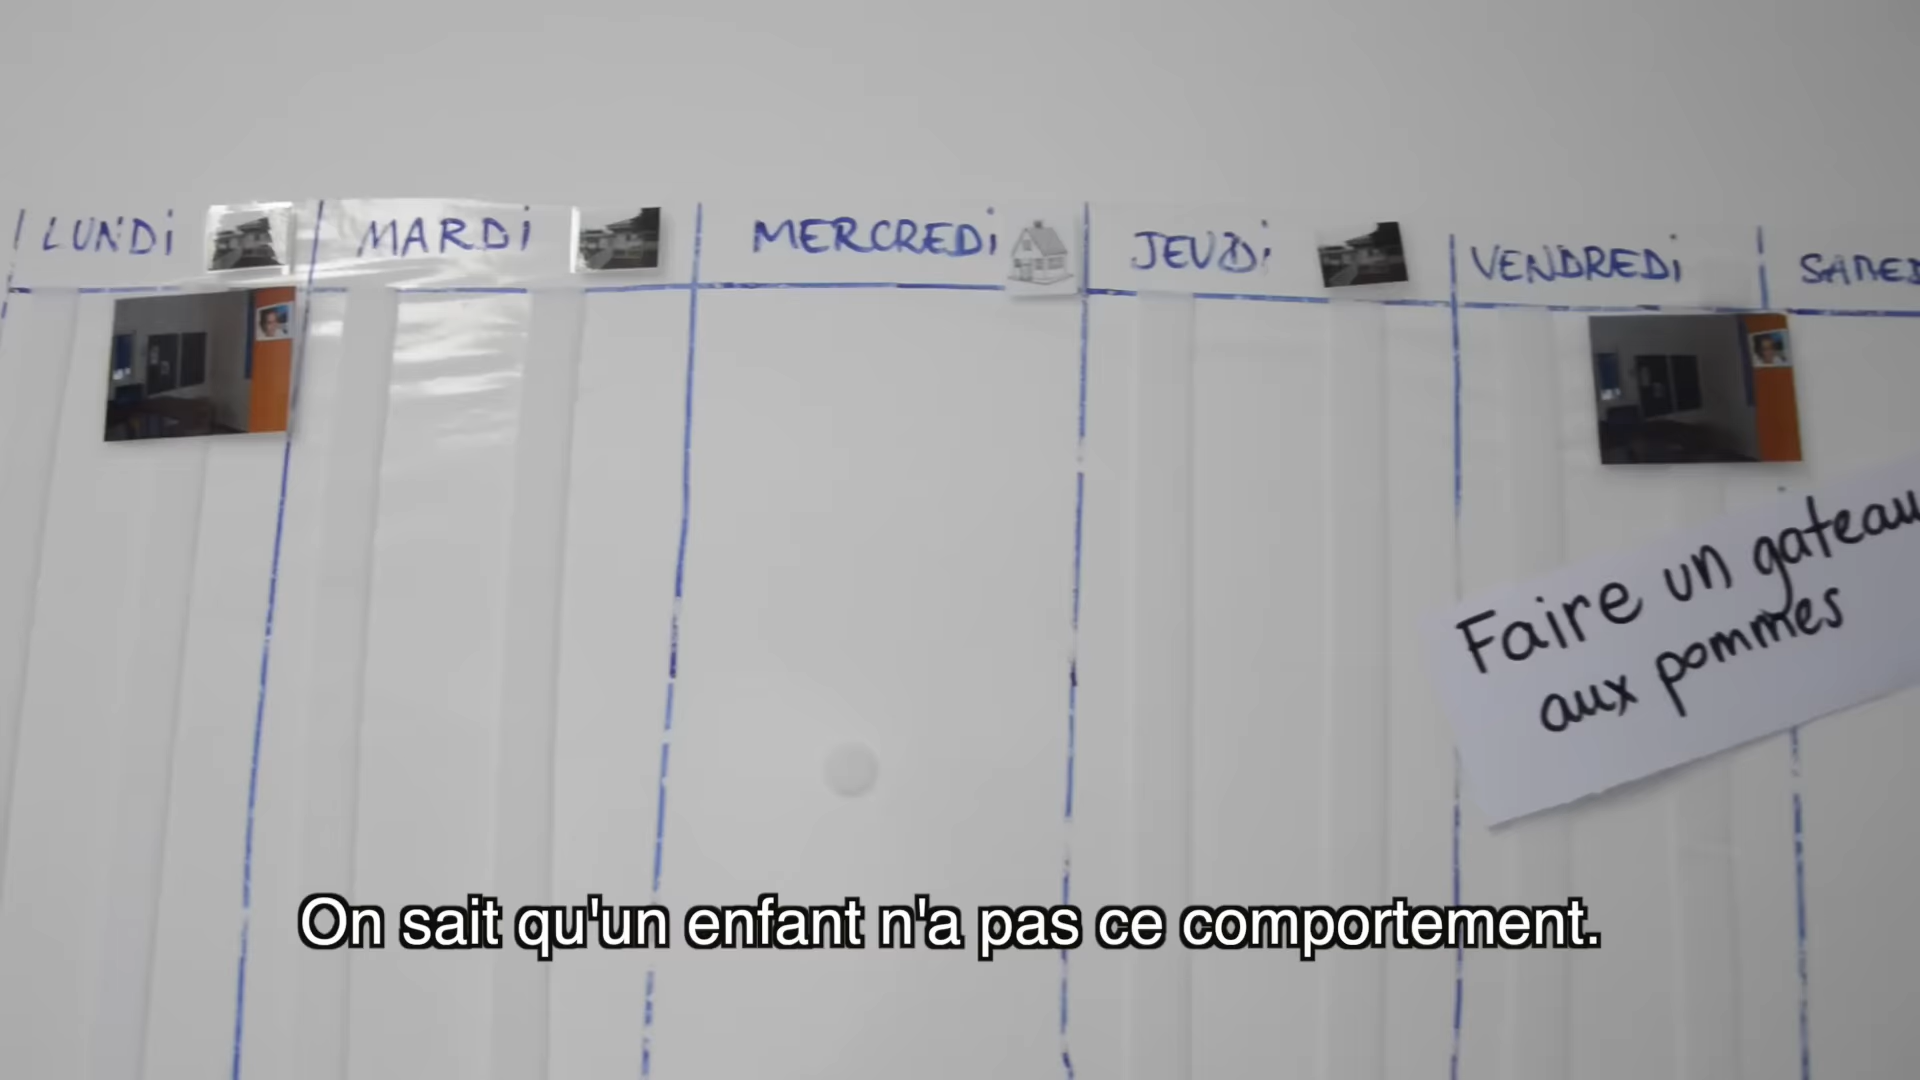 LUNDI
MARDI
MERCREDI
JEUDI
VENDREDI
Faire un gateau
aux pommes
On sait qu'un enfant n'a pas ce comportement.